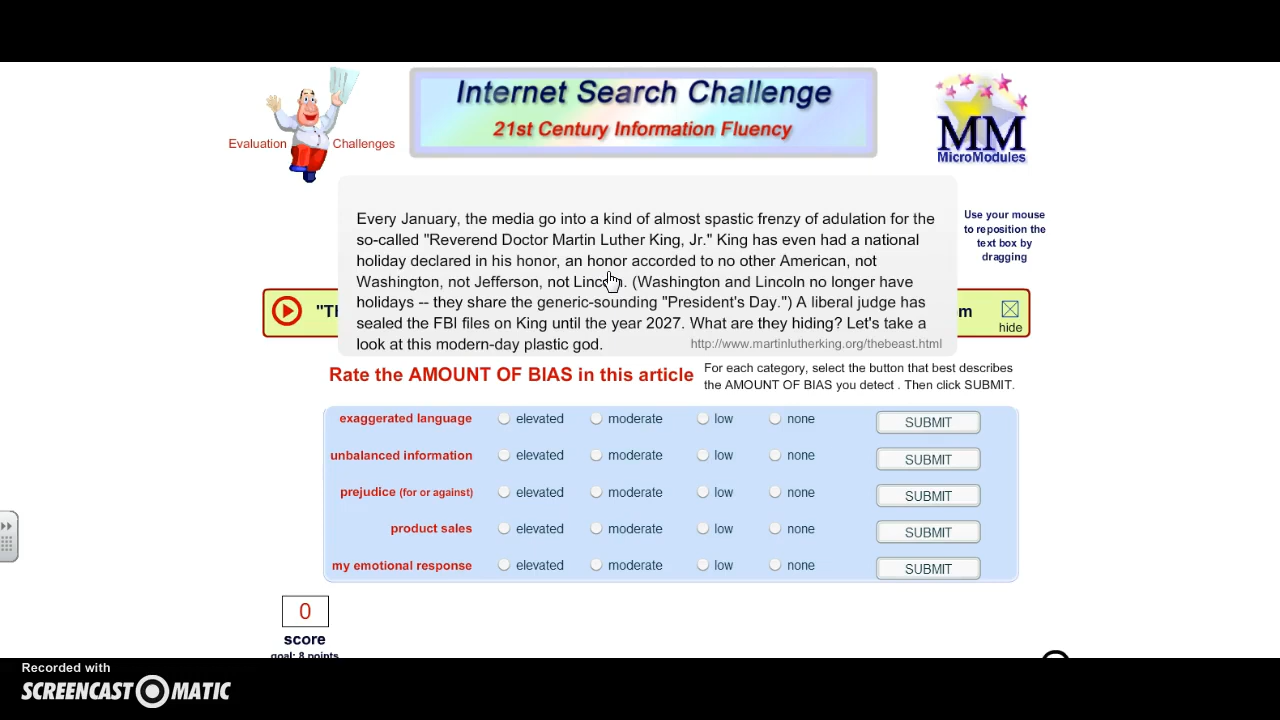 Internet Search Challenge
21st Century Information Fluency
Evaluation Challenges
MM
MicroModules
Every January, the media go into a kind of almost spastic frenzy of adulation for the
so-called "Reverend Doctor Martin Luther King, Jr." King has even had a national
holiday declared in his honor, an honor accorded to no other American, not
Washington, not Jefferson, not Lincoln. (Washington and Lincoln no longer have
holidays -- they share the generic-sounding "President's Day.") A liberal judge has
sealed the FBI files on King until the year 2027. What are they hiding? Let's take a
look at this modern-day plastic god.
http://www.martinlutherking.org/thebeast.html
Use your mouse
to reposition the
text box by
dragging
"Th
m
hide
Rate the AMOUNT OF BIAS in this article
For each category, select the button that best describes
the AMOUNT OF BIAS you detect . Then click SUBMIT.
exaggerated language elevated moderate low none SUBMIT
unbalanced information elevated moderate low none SUBMIT
prejudice (for or against) elevated moderate low none SUBMIT
product sales elevated moderate low none SUBMIT
my emotional response elevated moderate low none SUBMIT
0
score
goal: 8 points
Recorded with
SCREENCAST-O-MATIC